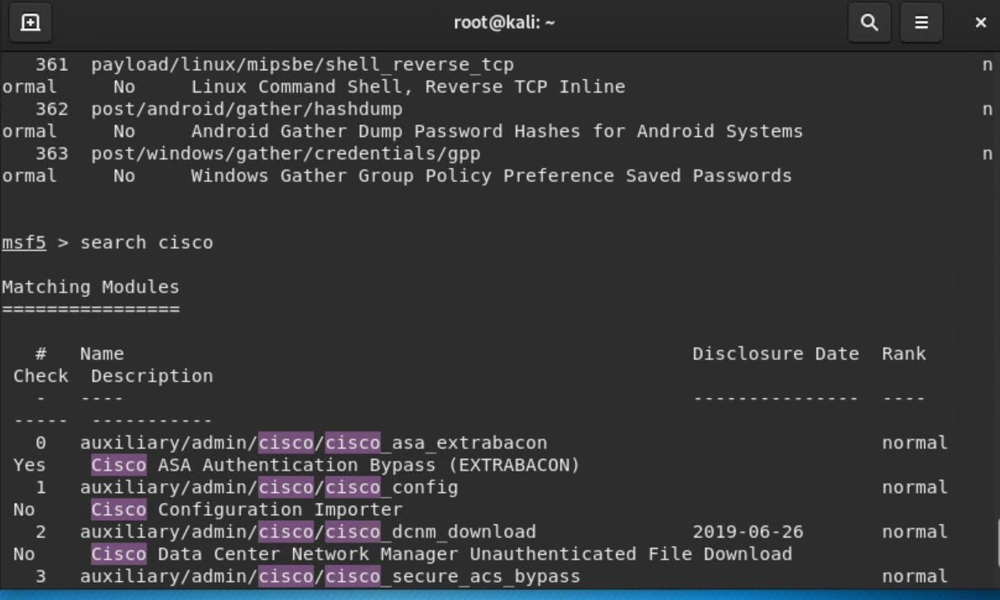 root@kali: ~
361 payload/linux/mipsbe/shell_reverse_tcp n
ormal No Linux Command Shell, Reverse TCP Inline
362 post/android/gather/hashdump n
ormal No Android Gather Dump Password Hashes for Android Systems
363 post/windows/gather/credentials/gpp n
ormal No Windows Gather Group Policy Preference Saved Passwords
msf5 > search cisco
Matching Modules
================
# Name Disclosure Date Rank
Check Description
- ---- --------------- ----
----- -----------
0 auxiliary/admin/cisco/cisco_asa_extrabacon normal
Yes Cisco ASA Authentication Bypass (EXTRABACON)
1 auxiliary/admin/cisco/cisco_config normal
No Cisco Configuration Importer
2 auxiliary/admin/cisco/cisco_dcnm_download 2019-06-26 normal
No Cisco Data Center Network Manager Unauthenticated File Download
3 auxiliary/admin/cisco/cisco_secure_acs_bypass normal